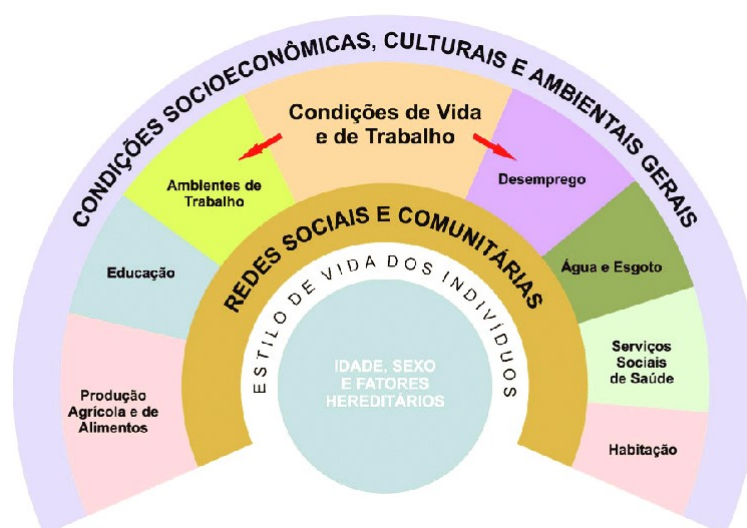 CONDIÇÕES SOCIOECONÔMICAS, CULTURAIS E AMBIENTAIS GERAIS
Condições de Vida
e de Trabalho
Ambientes de
Trabalho
Desemprego
REDES SOCIAIS E COMUNITÁRIAS
Educação
Água e Esgoto
ESTILO DE VIDA DOS INDIVÍDUOS
Produção
Agrícola e de
Alimentos
IDADE, SEXO
E FATORES
HEREDITÁRIOS
Serviços
Sociais
de Saúde
Habitação